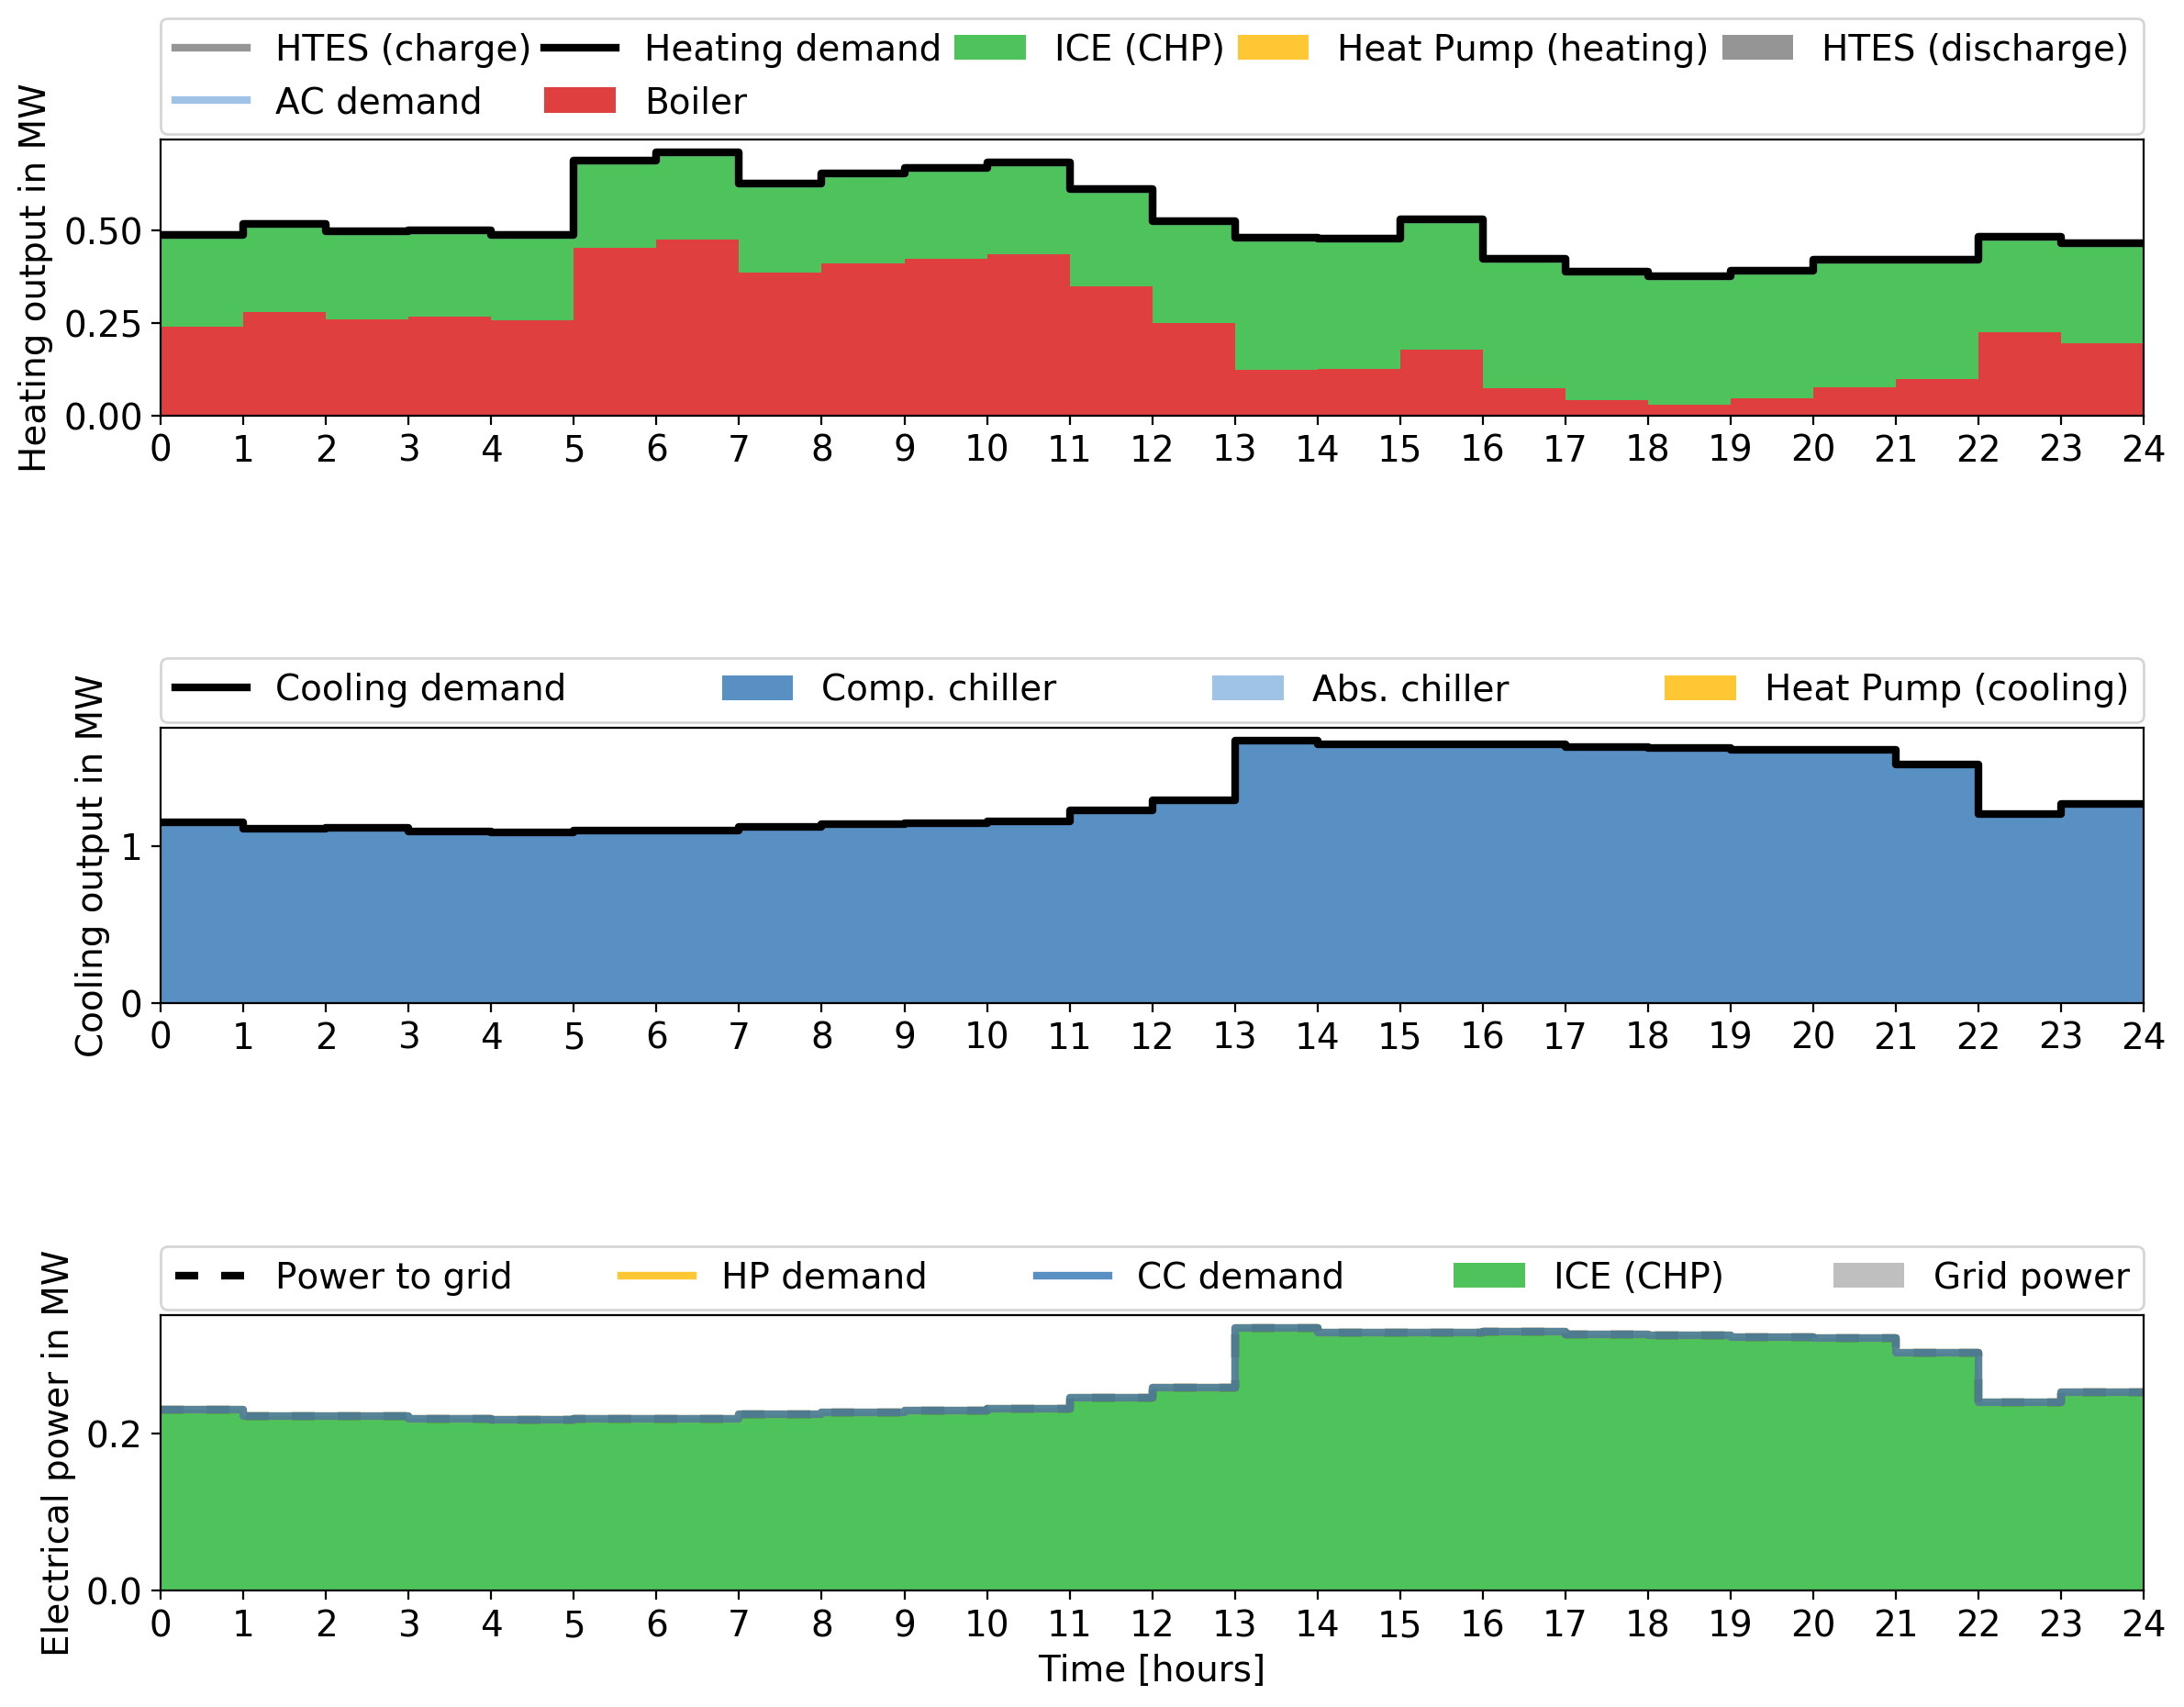 HTES (charge) Heating demand ICE (CHP) Heat Pump (heating) HTES (discharge)
AC demand Boiler
Heating output in MW
0.50
0.25
0.00
0 1 2 3 4 5 6 7 8 9 10 11 12 13 14 15 16 17 18 19 20 21 22 23 24
Cooling demand Comp. chiller Abs. chiller Heat Pump (cooling)
Cooling output in MW
1
0
0 1 2 3 4 5 6 7 8 9 10 11 12 13 14 15 16 17 18 19 20 21 22 23 24
Power to grid HP demand CC demand ICE (CHP) Grid power
Electrical power in MW
0.2
0.0
0 1 2 3 4 5 6 7 8 9 10 11 12 13 14 15 16 17 18 19 20 21 22 23 24
Time [hours]